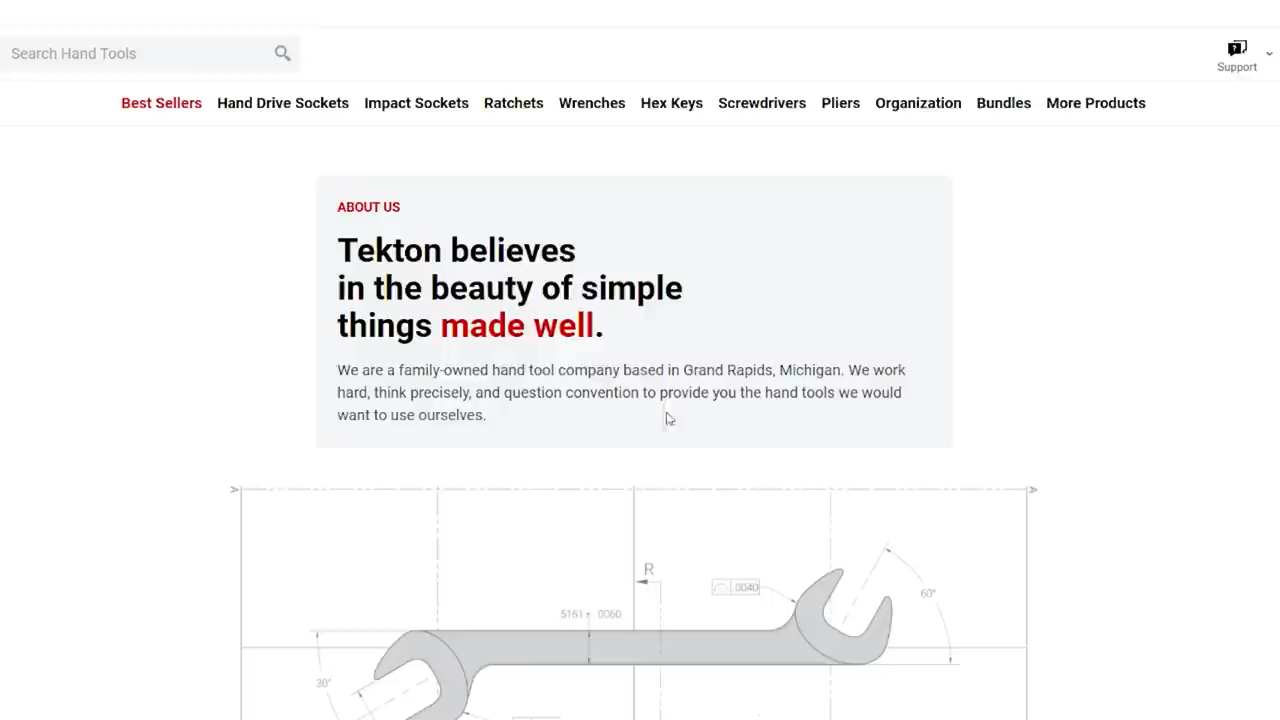 Search Hand Tools
Support
Best Sellers Hand Drive Sockets Impact Sockets Ratchets Wrenches Hex Keys Screwdrivers Pliers Organization Bundles More Products
ABOUT US
Tekton believes
in the beauty of simple
things made well.
We are a family-owned hand tool company based in Grand Rapids, Michigan. We work
hard, think precisely, and question convention to provide you the hand tools we would
want to use ourselves.
R
0040
60°
5161 ± 0060
30°